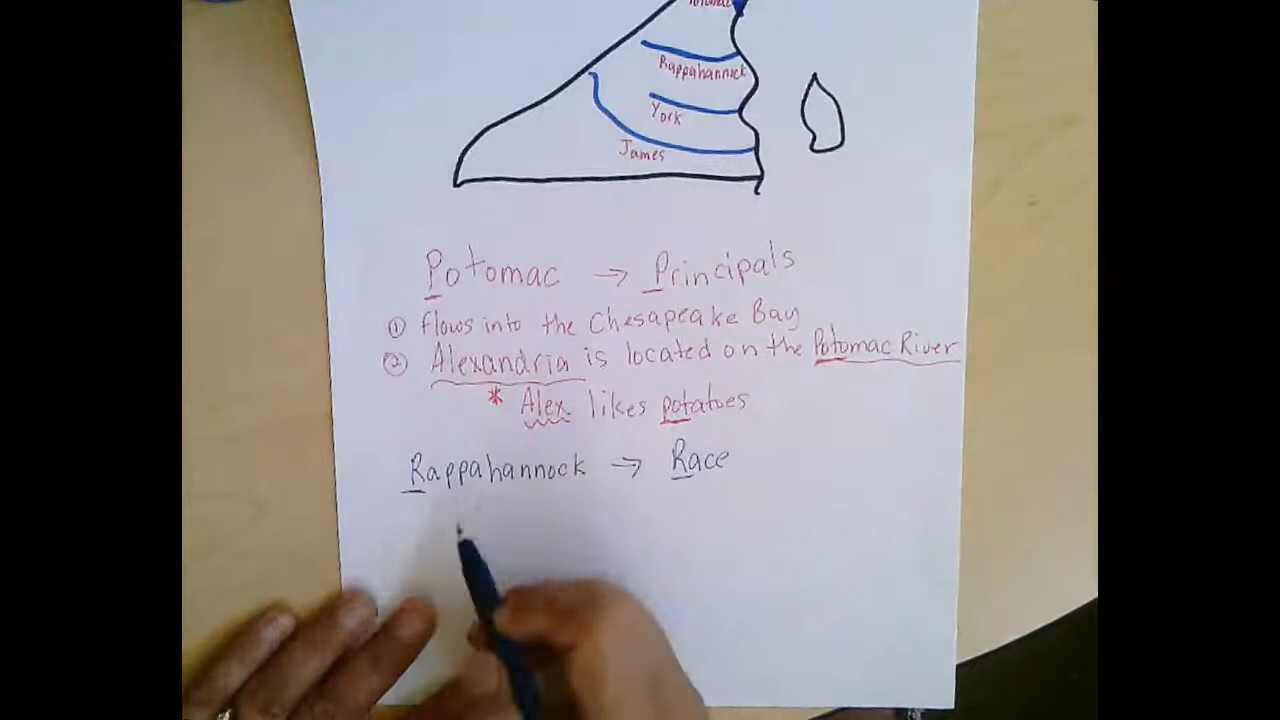 Rappahannock
York
James
Potomac → Principals
① flows into the Chesapeake Bay
② Alexandria is located on the Potomac River
* Alex likes potatoes
Rappahannock → Race